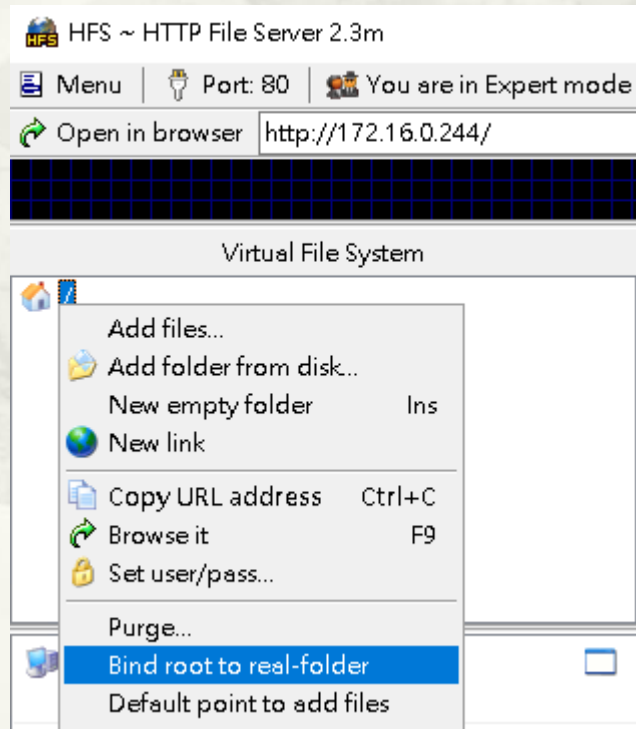 HFS ~ HTTP File Server 2.3m
Menu Port: 80 You are in Expert mode
Open in browser http://172.16.0.244/
Virtual File System
/
Add files...
Add folder from disk...
New empty folder Ins
New link
Copy URL address Ctrl+C
Browse it F9
Set user/pass...
Purge...
Bind root to real-folder
Default point to add files